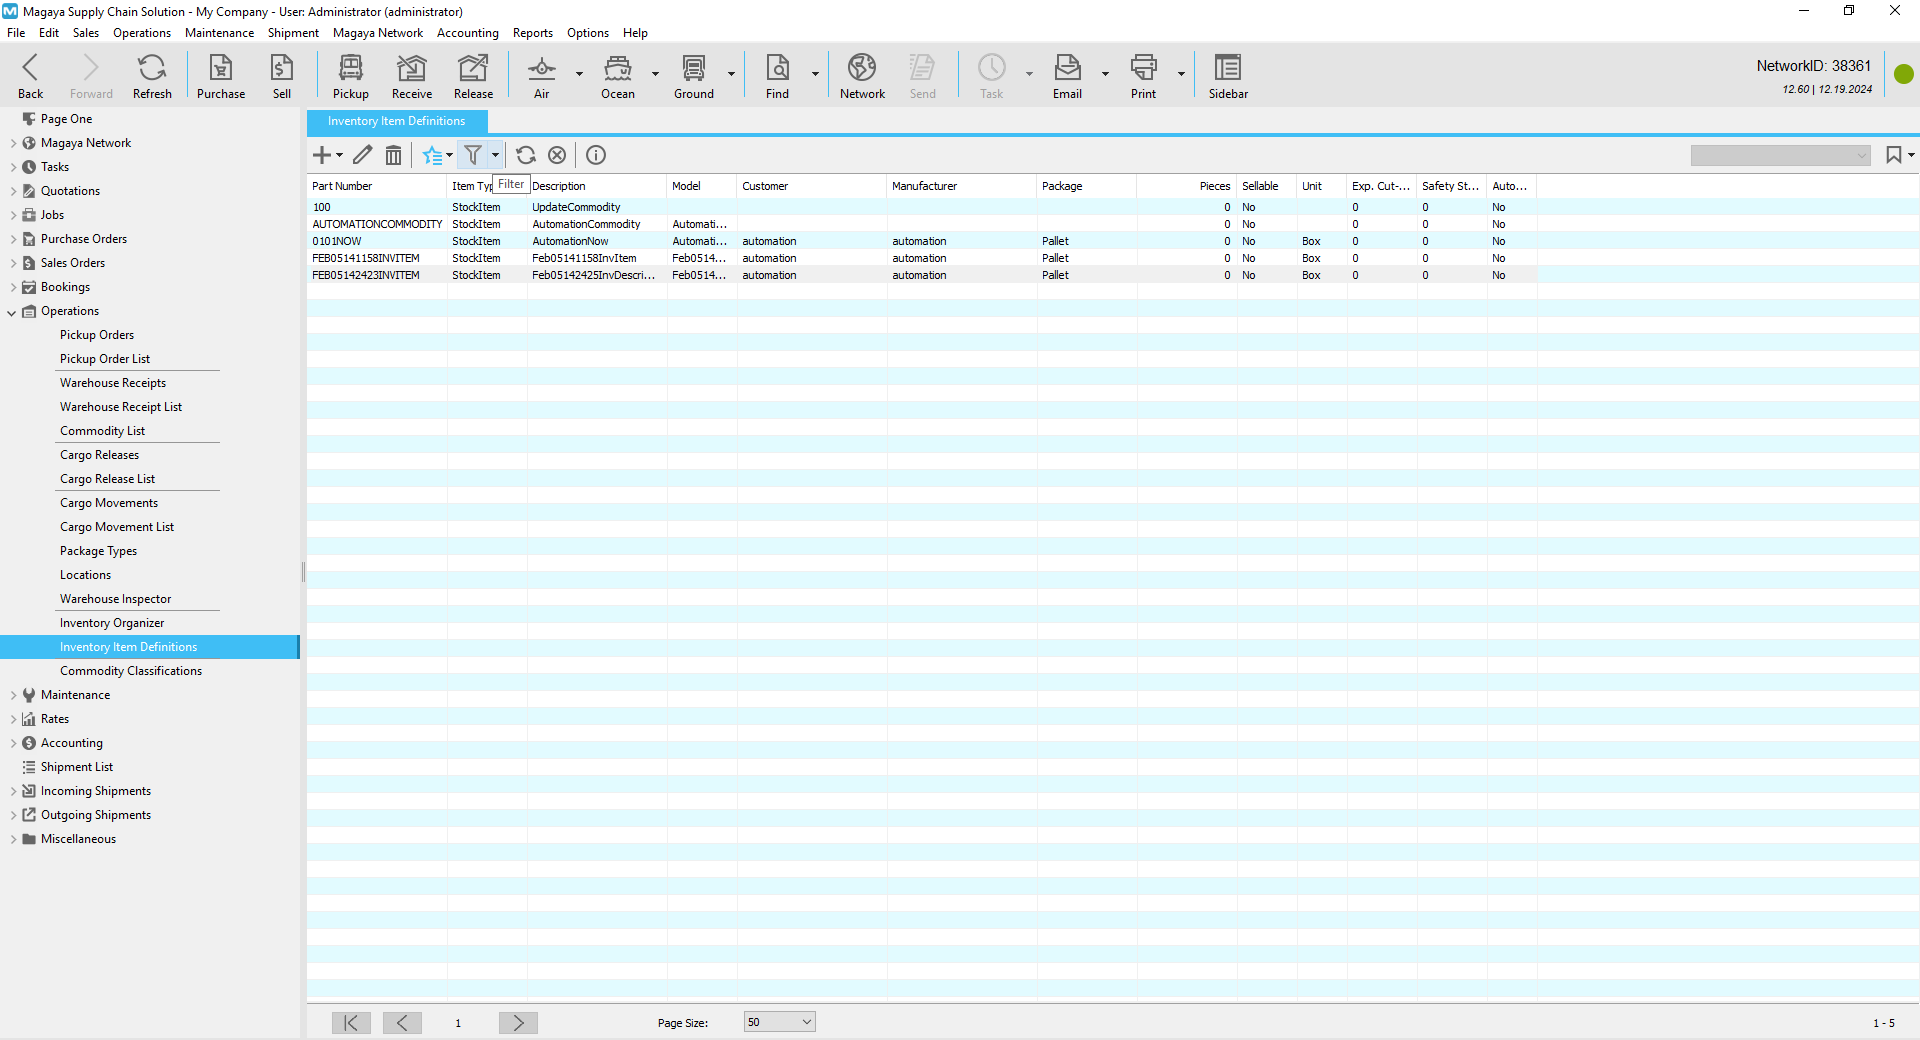 Magaya Supply Chain Solution - My Company - User: Administrator (administrator)
File Edit Sales Operations Maintenance Shipment Magaya Network Accounting Reports Options Help
Back Forward Refresh Purchase Sell Pickup Receive Release Air Ocean Ground Find Network Send Task Email Print Sidebar
NetworkID: 38361
12.60 | 12.19.2024
Page One
Magaya Network
Tasks
Quotations
Jobs
Purchase Orders
Sales Orders
Bookings
Operations
Pickup Orders
Pickup Order List
Warehouse Receipts
Warehouse Receipt List
Commodity List
Cargo Releases
Cargo Release List
Cargo Movements
Cargo Movement List
Package Types
Locations
Warehouse Inspector
Inventory Organizer
Inventory Item Definitions
Commodity Classifications
Maintenance
Rates
Accounting
Shipment List
Incoming Shipments
Outgoing Shipments
Miscellaneous
Inventory Item Definitions
Filter
Part Number Item Typ Description Model Customer Manufacturer Package Pieces Sellable Unit Exp. Cut-... Safety St... Auto...
100 StockItem UpdateCommodity 0 No 0 0 No
AUTOMATIONCOMMODITY StockItem AutomationCommodity Automati... 0 No 0 0 No
0101NOW StockItem AutomationNow Automati... automation automation Pallet 0 No Box 0 0 No
FEB05141158INVITEM StockItem Feb05141158InvItem Feb0514... automation automation Pallet 0 No Box 0 0 No
FEB05142423INVITEM StockItem Feb05142425InvDescri... Feb0514... automation automation Pallet 0 No Box 0 0 No
1 Page Size: 50 1 - 5